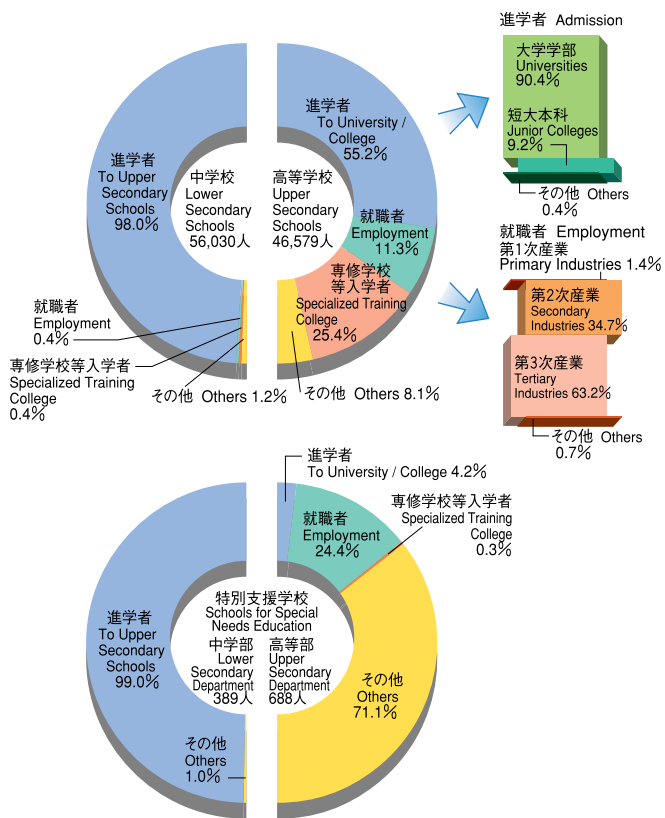 進学者 Admission
大学学部
Universities
90.4%
短大本科
Junior Colleges
9.2%
その他 Others
0.4%
進学者
To University /
College
55.2%
進学者
To Upper
Secondary
Schools
98.0%
中学校
Lower
Secondary
Schools
56,030人
高等学校
Upper
Secondary
Schools
46,579人
就職者
Employment
11.3%
専修学校
等入学者
Specialized Training
College
25.4%
就職者
Employment
0.4%
専修学校等入学者
Specialized Training
College
0.4%
その他 Others 1.2%
その他 Others 8.1%
就職者 Employment
第1次産業
Primary Industries 1.4%
第2次産業
Secondary
Industries 34.7%
第3次産業
Tertiary
Industries 63.2%
その他 Others
0.7%
進学者
To University / College 4.2%
就職者
Employment
24.4%
専修学校等入学者
Specialized Training
College
0.3%
特別支援学校
Schools for Special
Needs Education
中学部
Lower
Secondary
Department
389人
高等部
Upper
Secondary
Department
688人
進学者
To Upper
Secondary
Schools
99.0%
その他
Others
71.1%
その他
Others
1.0%